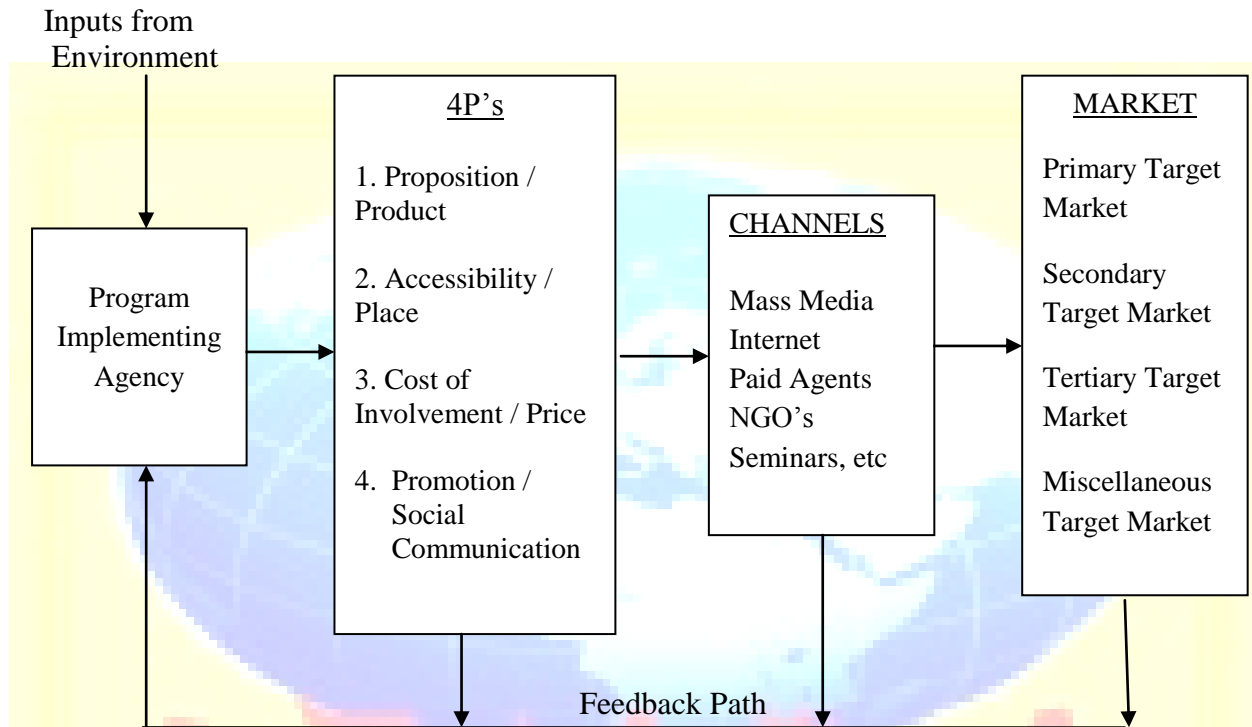 Inputs from
Environment
Program
Implementing
Agency
4P's
1. Proposition /
Product
2. Accessibility /
Place
3. Cost of
Involvement / Price
4. Promotion /
Social
Communication
CHANNELS
Mass Media
Internet
Paid Agents
NGO's
Seminars, etc
MARKET
Primary Target
Market
Secondary
Target Market
Tertiary Target
Market
Miscellaneous
Target Market
Feedback Path